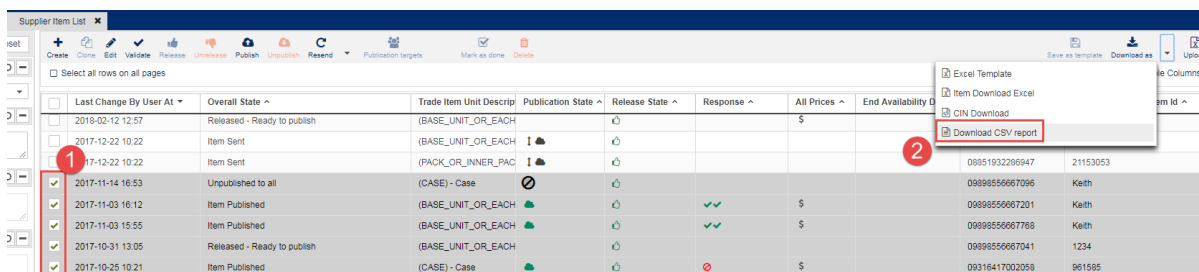 Supplier Item List ✖
eset
Create Clone Edit Validate Release Unrelease Publish Unpublish Resend Publication targets Mark as done Delete Save as template Download as Uplo
Select all rows on all pages
le Columns
Excel Template
Item Download Excel
CIN Download
Download CSV report
Last Change By User At Overall State Trade Item Unit Descrip Publication State Release State Response All Prices End Availability D em Id
2018-02-12 12:57 Released - Ready to publish (BASE_UNIT_OR_EACH $
2017-12-22 10:22 Item Sent (BASE_UNIT_OR_EACH
1
2
2017-12-22 10:22 Item Sent (PACK_OR_INNER_PAC 08851932286947 21153053
2017-11-14 16:53 Unpublished to all (CASE) - Case 09898556667096 Keith
2017-11-03 16:12 Item Published (BASE_UNIT_OR_EACH $ 09898556667201 Keith
2017-11-03 15:55 Item Published (BASE_UNIT_OR_EACH $ 09898556667768 Keith
2017-10-31 13:05 Released - Ready to publish (BASE_UNIT_OR_EACH 09898556667041 1234
2017-10-25 10:21 Item Published (CASE) - Case $ 09316417002058 961585